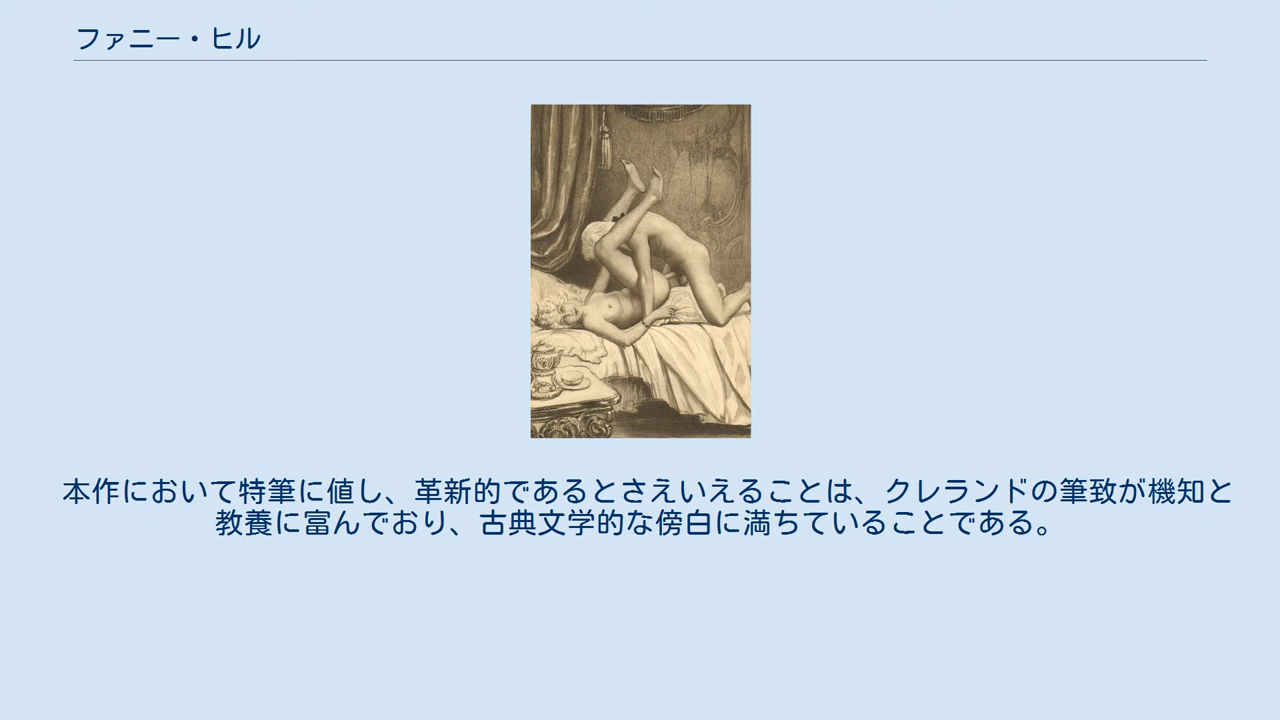 ファニー・ヒル
本作において特筆に値し、革新的であるとさえいえることは、クレランドの筆致が機知と
教養に富んでおり、古典文学的な傍白に満ちていることである。